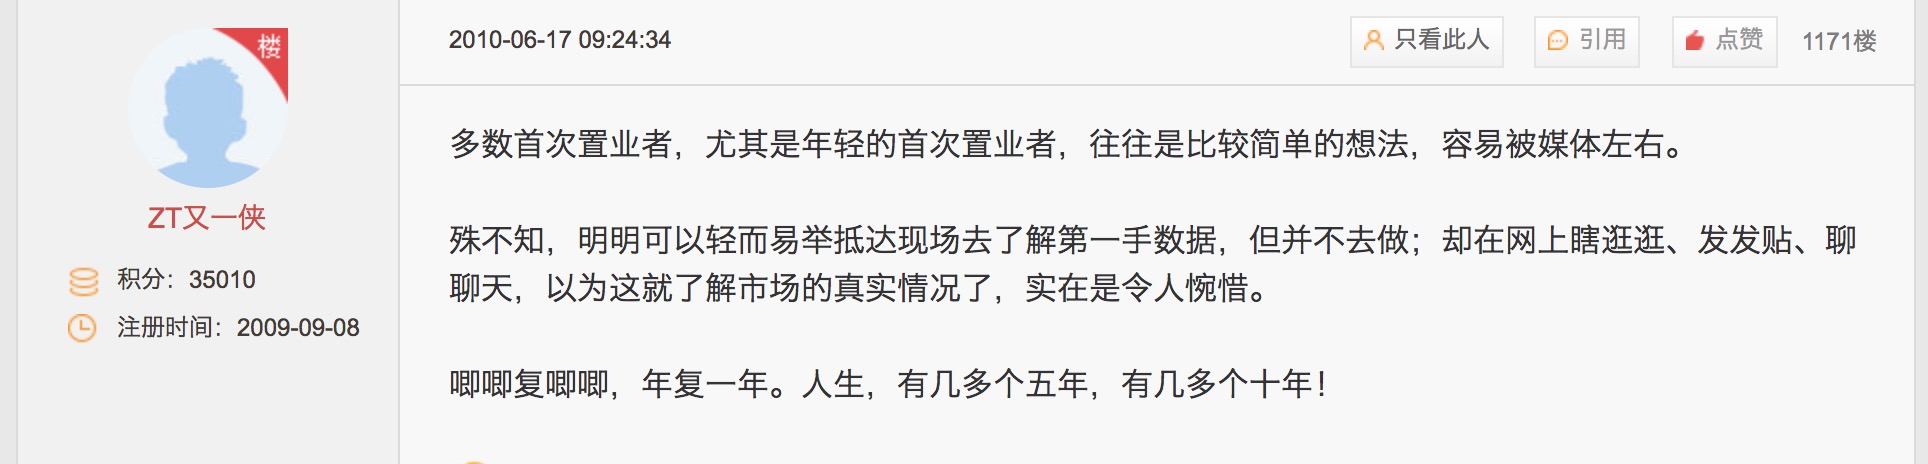 楼
ZT又一侠
积分：35010
注册时间：2009-09-08
2010-06-17 09:24:34
只看此人
引用
点赞
1171楼
多数首次置业者，尤其是年轻的首次置业者，往往是比较简单的想法，容易被媒体左右。
殊不知，明明可以轻而易举抵达现场去了解第一手数据，但并不去做；却在网上瞎逛逛、发发贴、聊
聊天，以为这就了解市场的真实情况了，实在是令人惋惜。
唧唧复唧唧，年复一年。人生，有几多个五年，有几多个十年！